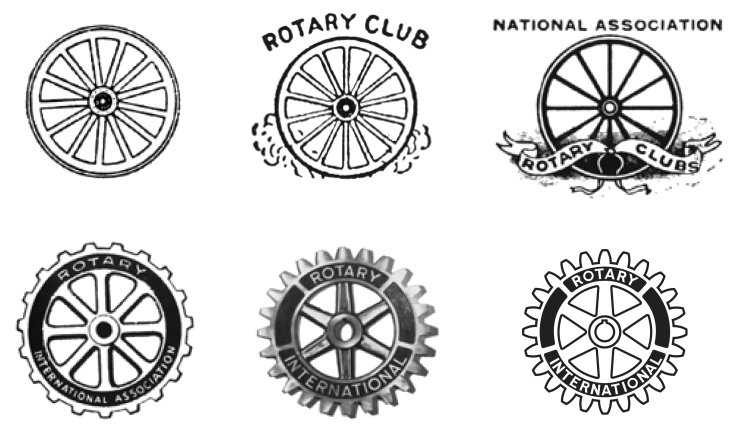 ROTARY CLUB
NATIONAL ASSOCIATION
ROTARY CLUBS
ROTARY
INTERNATIONAL ASSOCIATION
ROTARY
INTERNATIONAL
ROTARY
INTERNATIONAL